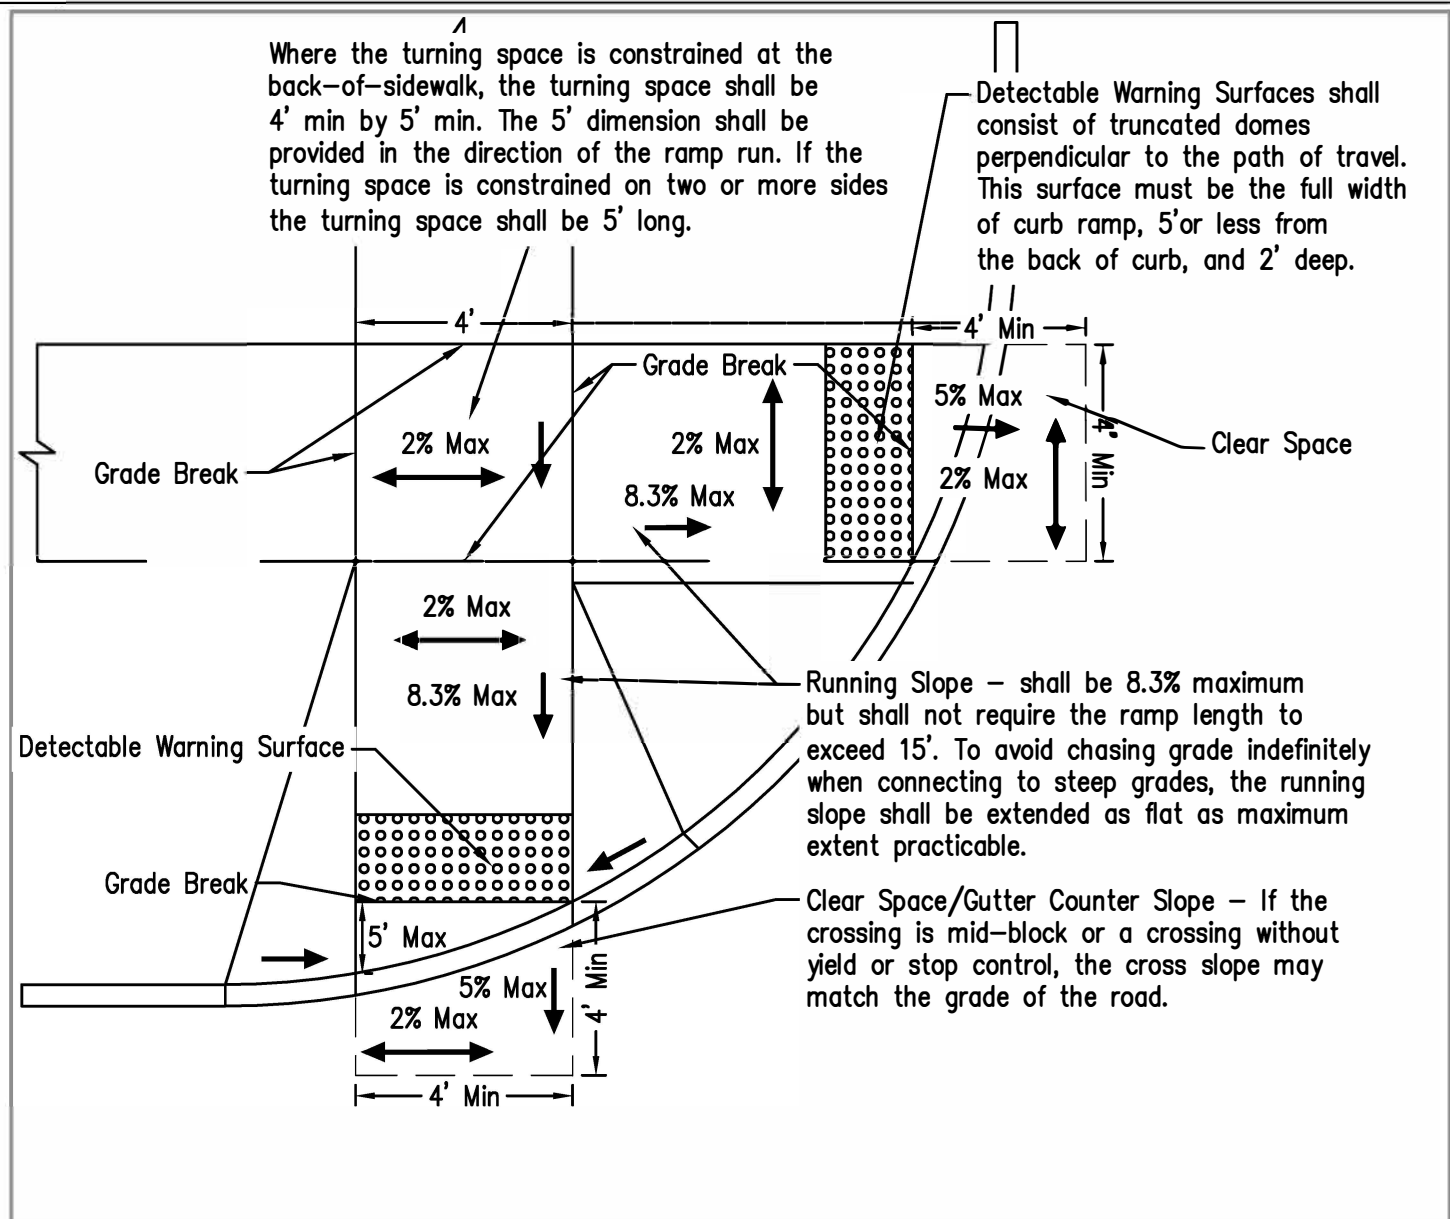 Where the turning space is constrained at the
back-of-sidewalk, the turning space shall be
4' min by 5' min. The 5' dimension shall be
provided in the direction of the ramp run. If the
turning space is constrained on two or more sides
the turning space shall be 5' long.
Detectable Warning Surfaces shall
consist of truncated domes
perpendicular to the path of travel.
This surface must be the full width
of curb ramp, 5'or less from
the back of curb, and 2' deep.
4'
4' Min
Grade Break
5% Max
4' Min
2% Max
2% Max
Clear Space
Grade Break
2% Max
8.3% Max
2% Max
8.3% Max
Running Slope – shall be 8.3% maximum
but shall not require the ramp length to
exceed 15'. To avoid chasing grade indefinitely
when connecting to steep grades, the running
slope shall be extended as flat as maximum
extent practicable.
Detectable Warning Surface
Grade Break
Clear Space/Gutter Counter Slope – If the
crossing is mid-block or a crossing without
yield or stop control, the cross slope may
match the grade of the road.
5' Max
5% Max
4' Min
2% Max
4' Min